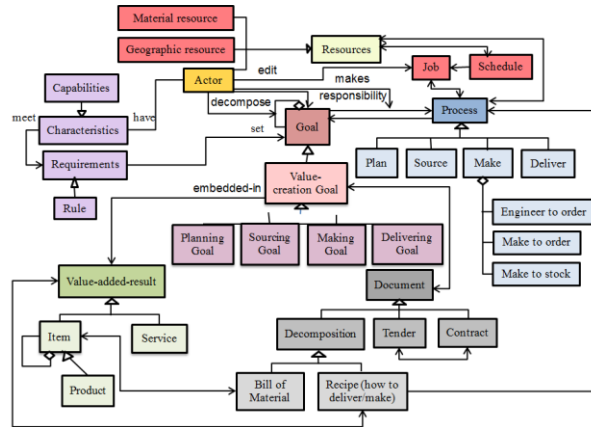 Material resource
Geographic resource
Resources
Job
Schedule
Capabilities
Actor
edit
makes
responsibility
decompose
meet
have
Characteristics
Process
Goal
set
Requirements
Plan
Source
Make
Deliver
Value-
creation Goal
embedded-in
Rule
Engineer to order
Planning
Goal
Sourcing
Goal
Making
Goal
Delivering
Goal
Make to order
Make to stock
Value-added-result
Document
Item
Service
Decomposition
Tender
Contract
Product
Bill of
Material
Recipe (how to
deliver/make)